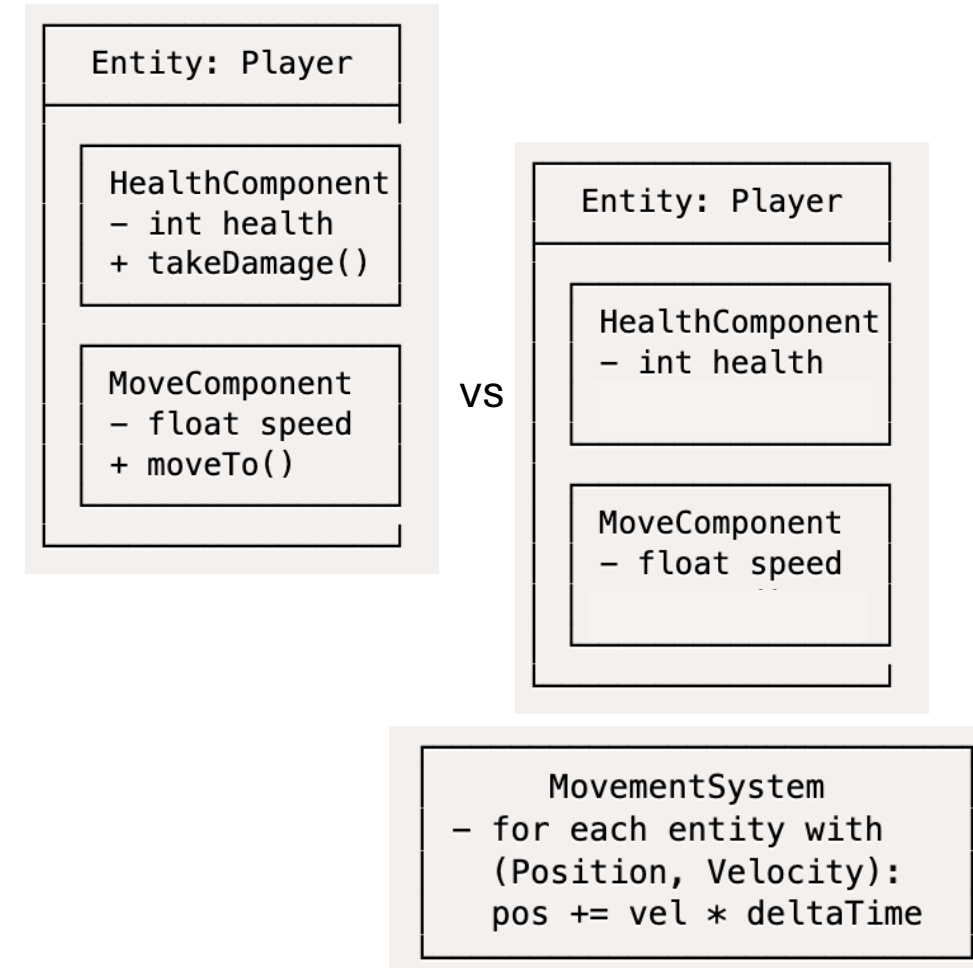 Entity: Player
HealthComponent
− int health
+ takeDamage()
MoveComponent
− float speed
+ moveTo()
vs
Entity: Player
HealthComponent
− int health
MoveComponent
− float speed
MovementSystem
− for each entity with
(Position, Velocity):
pos += vel * deltaTime